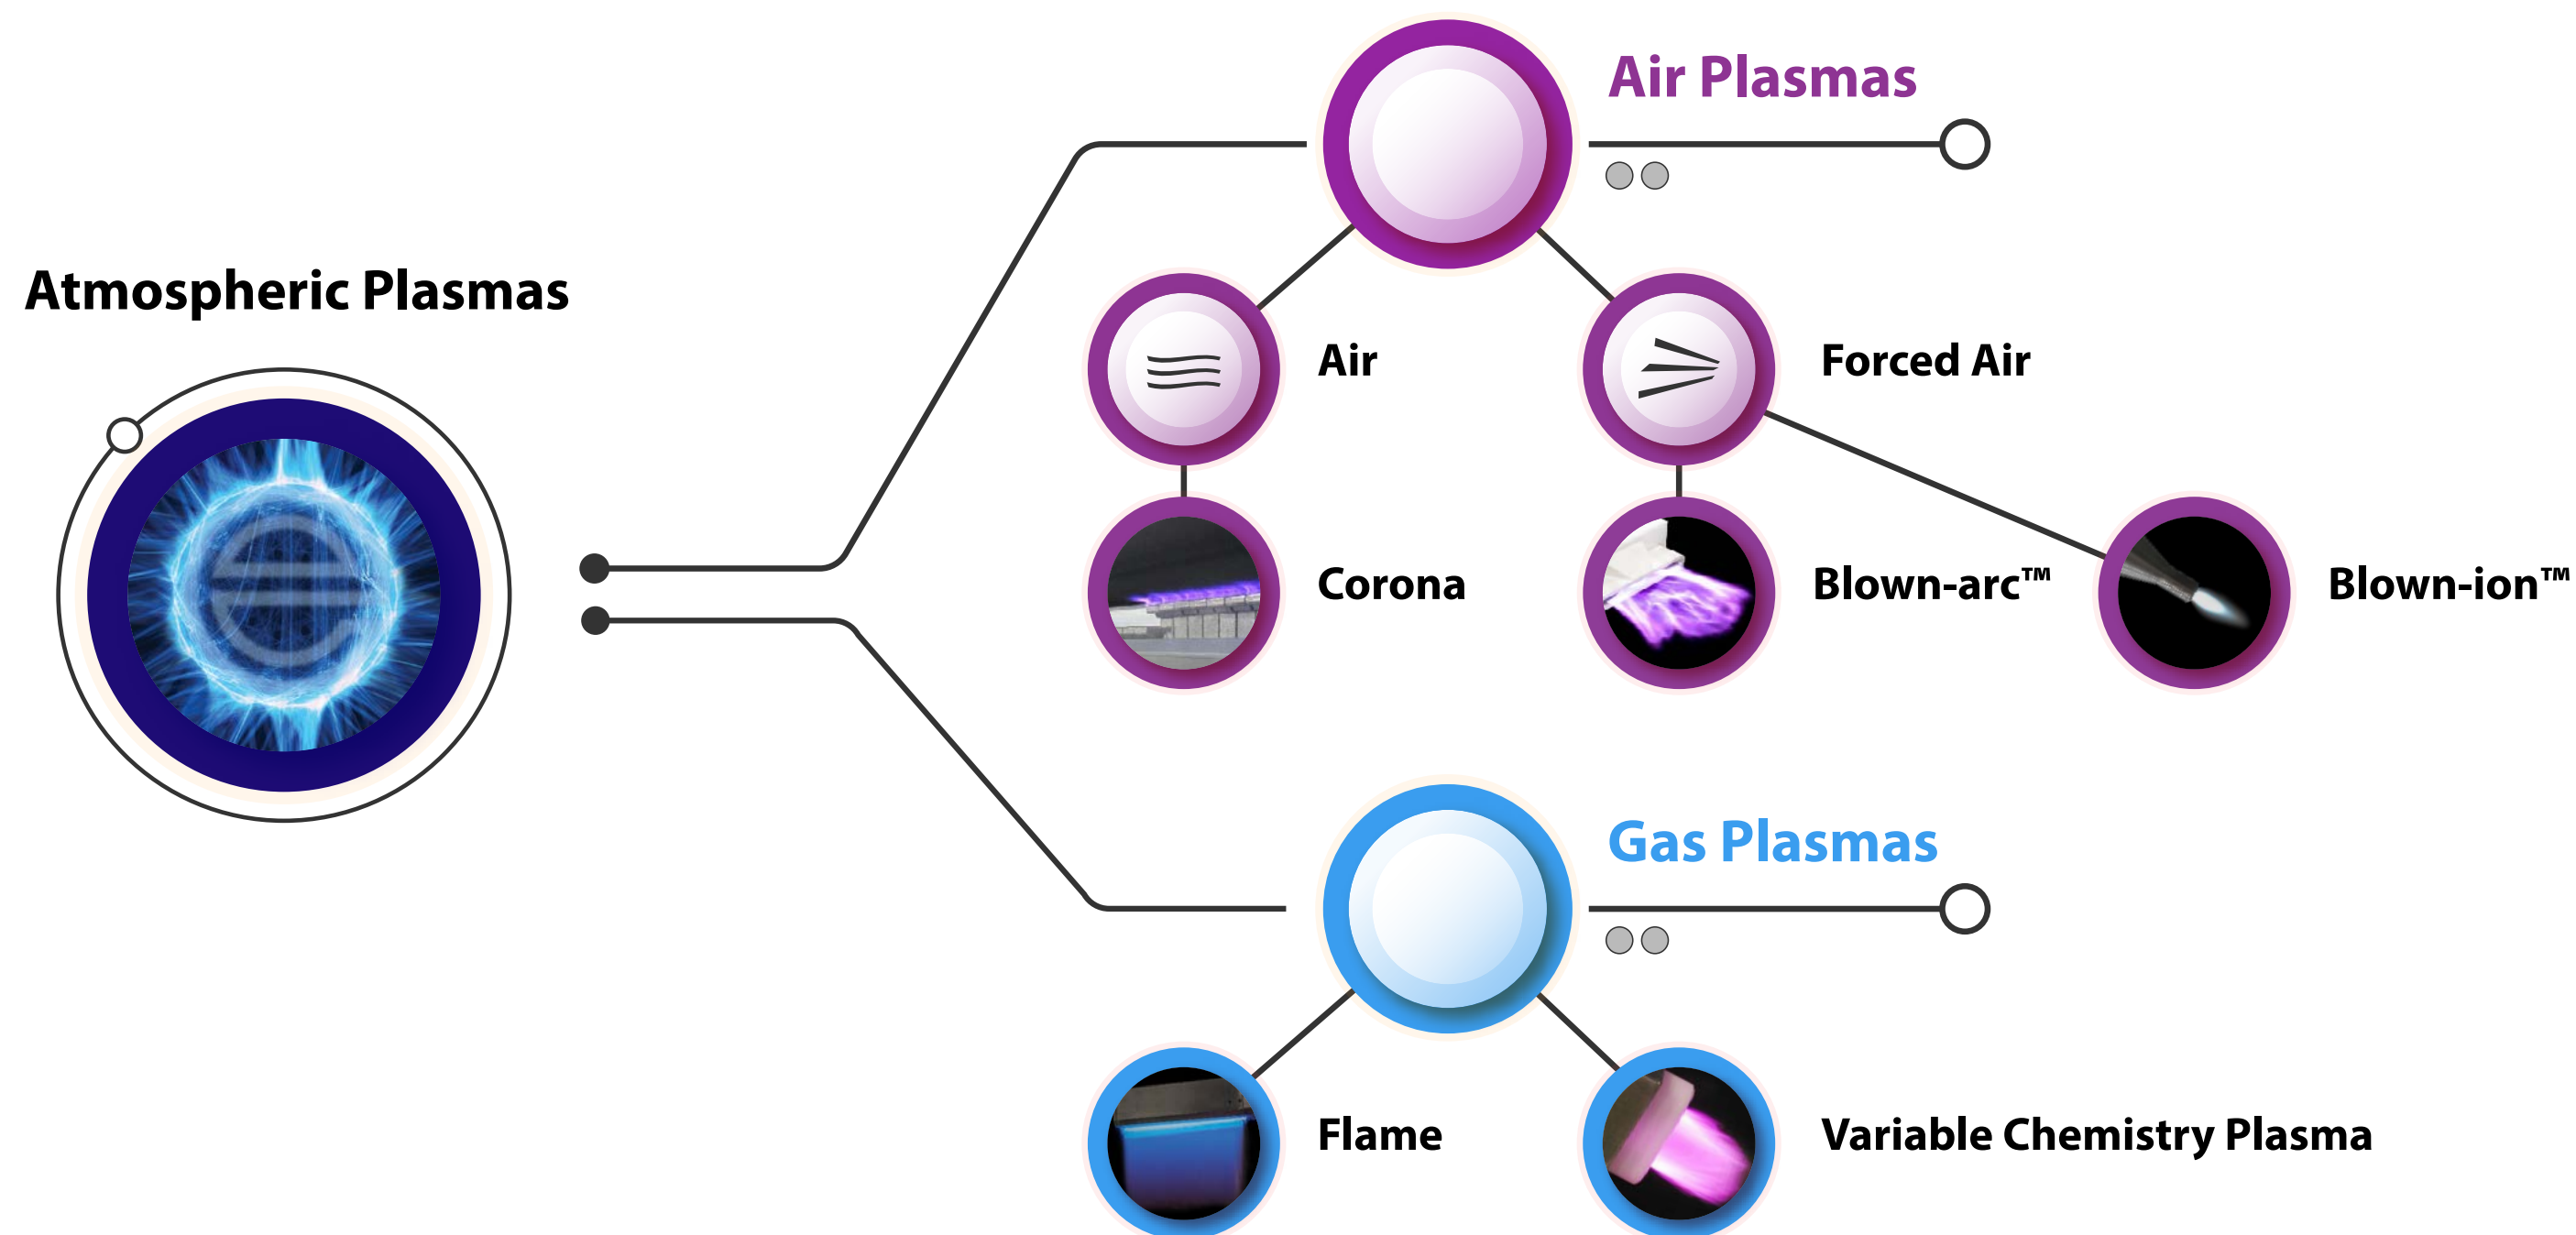 Air Plasmas
Atmospheric Plasmas
Air
Forced Air
Corona
Blown-arc™
Blown-ion™
Gas Plasmas
Flame
Variable Chemistry Plasma